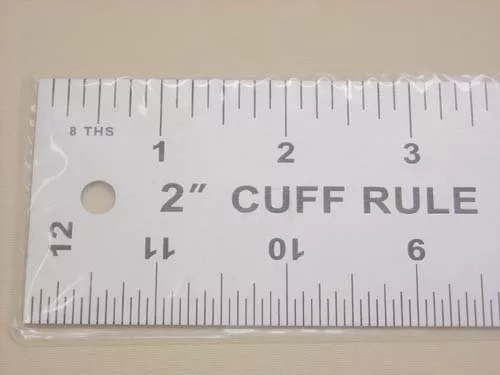 8 THS
1 2 3
2" CUFF RULE
12 11 10 9